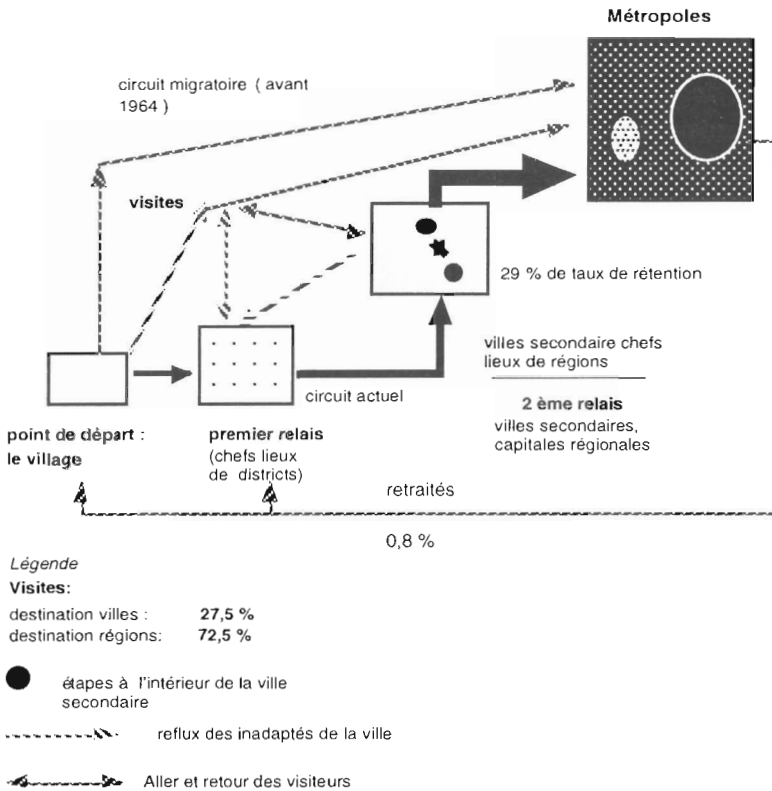 Métropoles
circuit migratoire ( avant
1964 )
visites
29 % de taux de rétention
villes secondaire chefs
lieux de régions
circuit actuel
2 ème relais
villes secondaires,
capitales régionales
point de départ :
le village
premier relais
(chefs lieux
de districts)
retraités
0,8 %
Légende
Visites:
destination villes : 27,5 %
destination régions: 72,5 %
étapes à l'intérieur de la ville
secondaire
reflux des inadaptés de la ville
Aller et retour des visiteurs